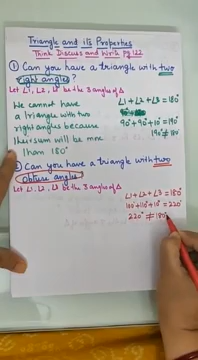 Triangle and its Properties
Think Discuss and Write pg 122
① Can you have a triangle with two
right angles?
Let ∠1, ∠2, ∠3 be the 3 angles of Δ
∠1 + ∠2 + ∠3 = 180°
We cannot have
a triangle with two
90° + 90° + 10° = 190°
right angles because
190° ≠ 180°
their sum will be more
than 180°
② Can you have a triangle with two
obtuse angles?
Let ∠1, ∠2, ∠3 be the 3 angles of Δ
∠1 + ∠2 + ∠3 = 180°
100° + 110° + 10° = 220°
220° ≠ 180°